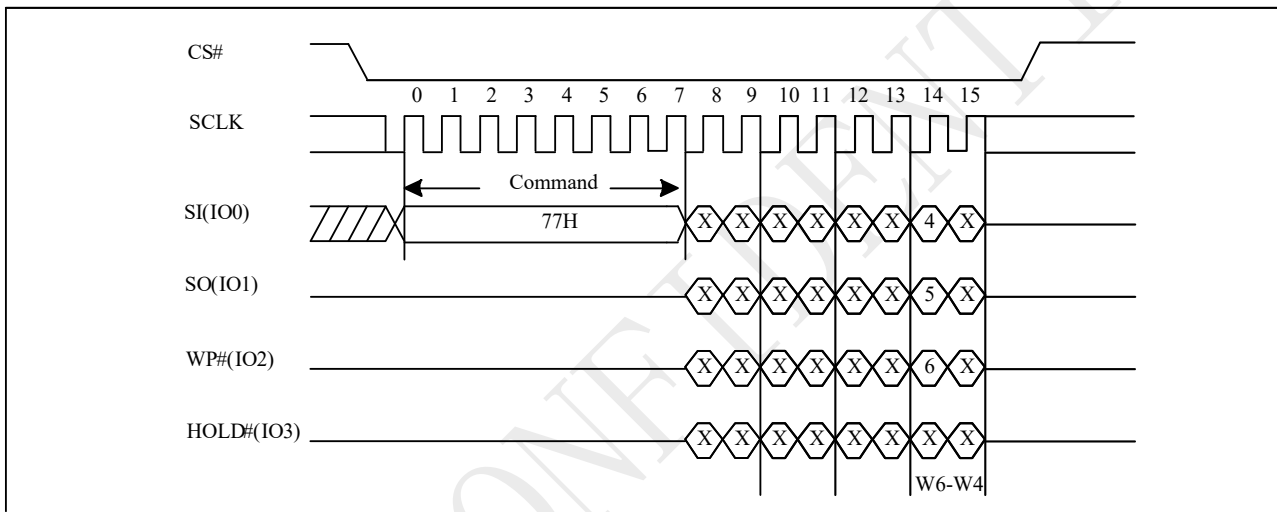 CS#
0 1 2 3 4 5 6 7 8 9 10 11 12 13 14 15
SCLK
Command
SI(IO0) 77H X X X X X X 4 X
SO(IO1) X X X X X X 5 X
WP#(IO2) X X X X X X 6 X
HOLD#(IO3) X X X X X X X X
W6-W4